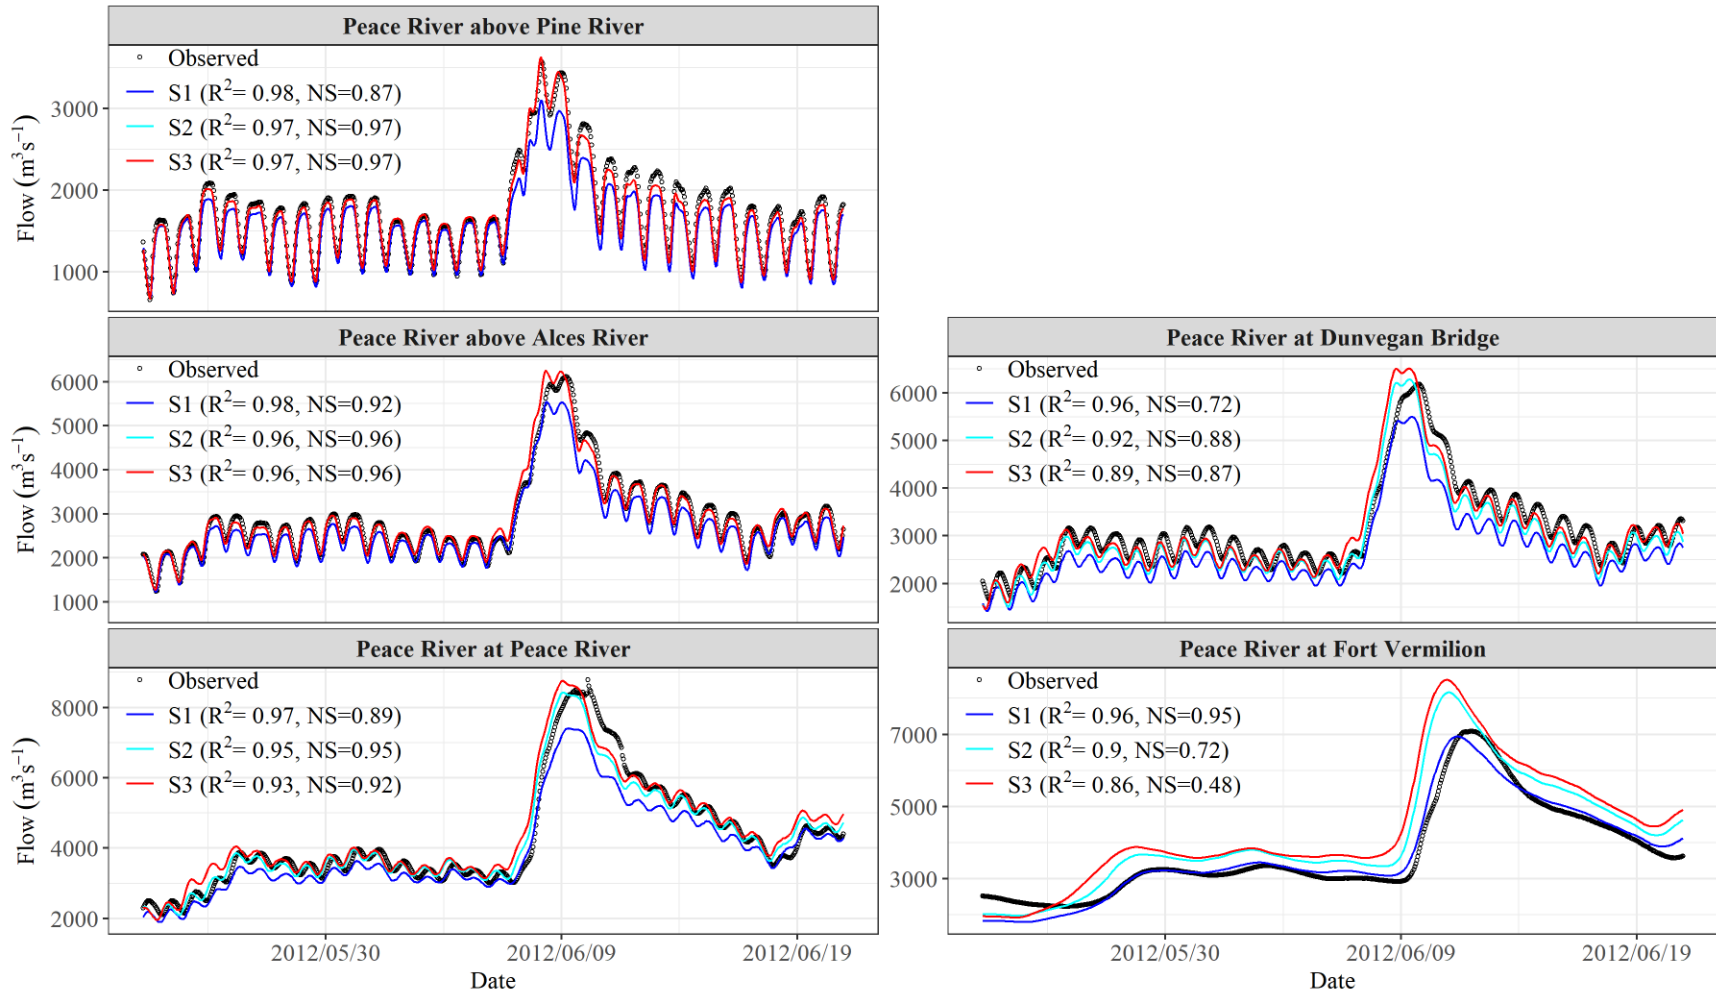 Peace River above Pine River
Observed
S1 (R²= 0.98, NS=0.87)
S2 (R²= 0.97, NS=0.97)
S3 (R²= 0.97, NS=0.97)
3000
2000
1000
Flow (m³s⁻¹)
Peace River above Alces River
Observed
S1 (R²= 0.98, NS=0.92)
S2 (R²= 0.96, NS=0.96)
S3 (R²= 0.96, NS=0.96)
6000
5000
4000
3000
2000
1000
Flow (m³s⁻¹)
Peace River at Dunvegan Bridge
Observed
S1 (R²= 0.96, NS=0.72)
S2 (R²= 0.92, NS=0.88)
S3 (R²= 0.89, NS=0.87)
6000
5000
4000
3000
2000
Peace River at Peace River
Observed
S1 (R²= 0.97, NS=0.89)
S2 (R²= 0.95, NS=0.95)
S3 (R²= 0.93, NS=0.92)
8000
6000
4000
2000
Flow (m³s⁻¹)
2012/05/30 2012/06/09 2012/06/19
Date
Peace River at Fort Vermilion
Observed
S1 (R²= 0.96, NS=0.95)
S2 (R²= 0.9, NS=0.72)
S3 (R²= 0.86, NS=0.48)
7000
5000
3000
2012/05/30 2012/06/09 2012/06/19
Date